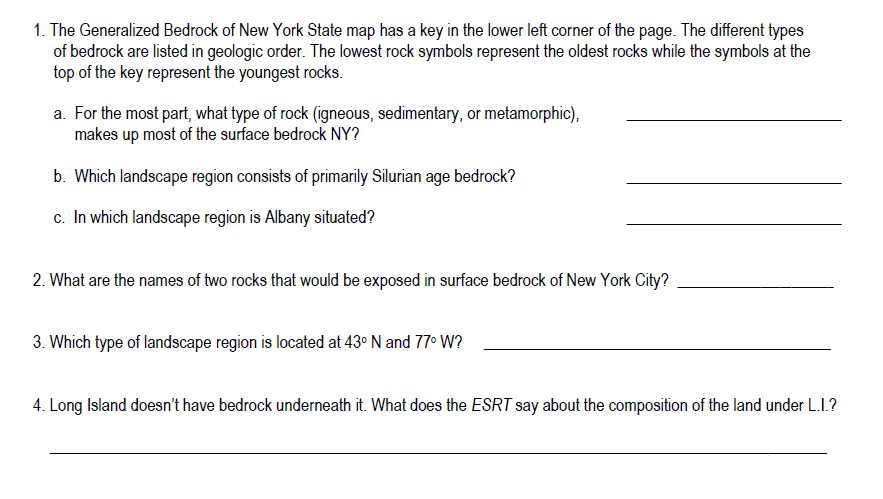 1. The Generalized Bedrock of New York State map has a key in the lower left corner of the page. The different types
of bedrock are listed in geologic order. The lowest rock symbols represent the oldest rocks while the symbols at the
top of the key represent the youngest rocks.
a. For the most part, what type of rock (igneous, sedimentary, or metamorphic),
makes up most of the surface bedrock NY?
b. Which landscape region consists of primarily Silurian age bedrock?
c. In which landscape region is Albany situated?
2. What are the names of two rocks that would be exposed in surface bedrock of New York City?
3. Which type of landscape region is located at 43º N and 77º W?
4. Long Island doesn't have bedrock underneath it. What does the ESRT say about the composition of the land under L.I.?